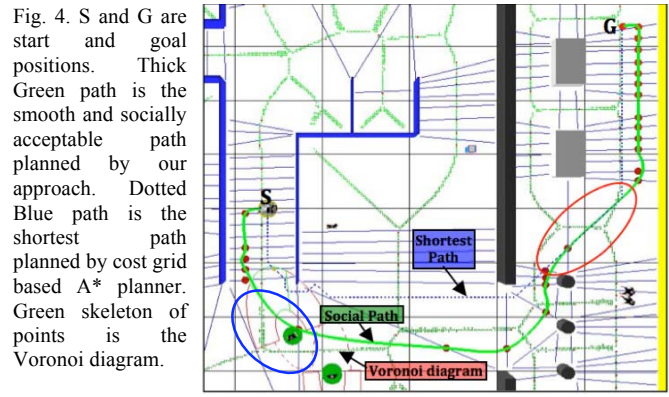 Fig. 4. S and G are
start and goal
positions. Thick
Green path is the
smooth and socially
acceptable path
planned by our
approach. Dotted
Blue path is the
shortest path
planned by cost grid
based A* planner.
Green skeleton of
points is the
Voronoi diagram.
G
S
Shortest
Path
Social Path
Voronoi diagram